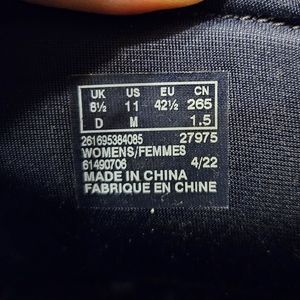 UK US EU CN
8½ 11 42½ 265
D M 1.5
261695384085 27975
WOMENS/FEMMES
61490706 4/22
MADE IN CHINA
FABRIQUE EN CHINE